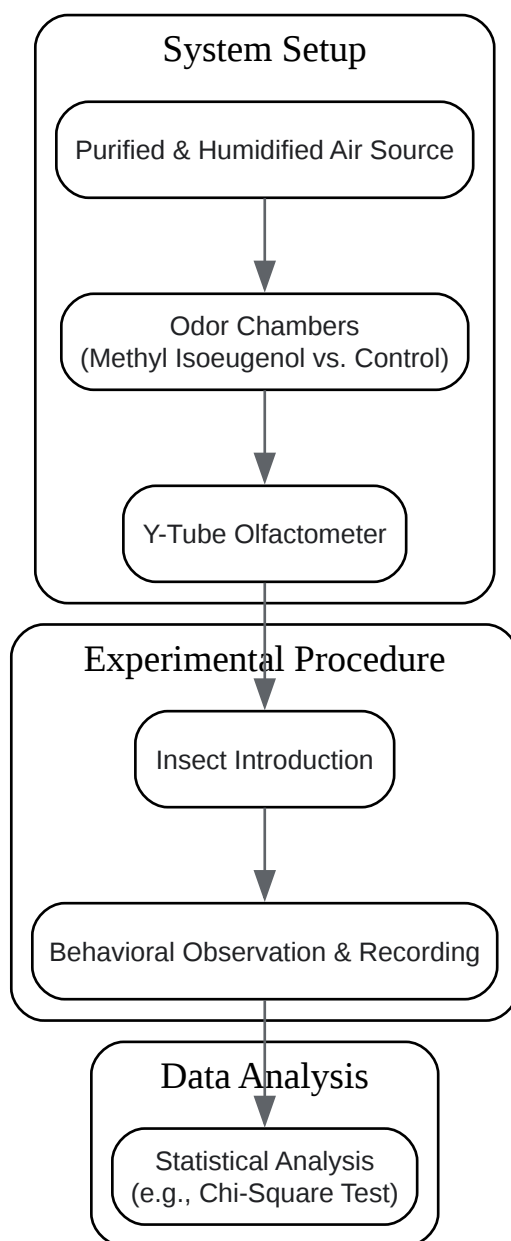 System Setup
Purified & Humidified Air Source
Odor Chambers
(Methyl Isoeugenol vs. Control)
Y-Tube Olfactometer
Experimental Procedure
Insect Introduction
Behavioral Observation & Recording
Data Analysis
Statistical Analysis
(e.g., Chi-Square Test)